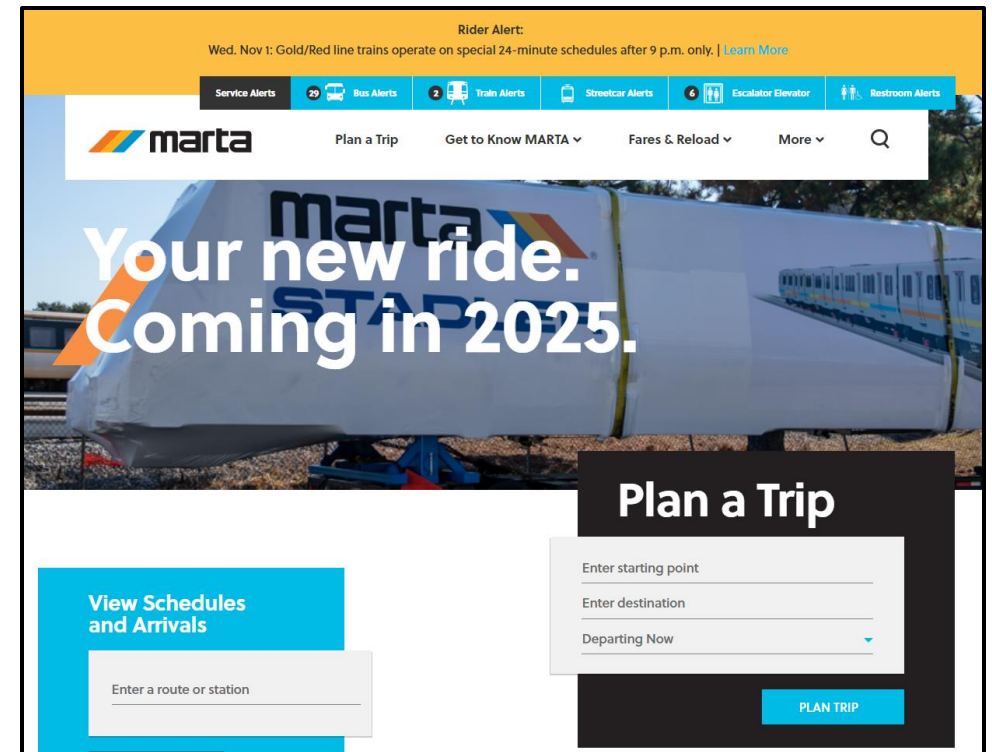 Rider Alert:
Wed. Nov 1: Gold/Red line trains operate on special 24-minute schedules after 9 p.m. only. | Learn More
Service Alerts 29 Bus Alerts 2 Train Alerts Streetcar Alerts 6 Escalator Elevator Restroom Alerts
marta Plan a Trip Get to Know MARTA Fares & Reload More
marta
Your new ride.
Coming in 2025.
Plan a Trip
Enter starting point
Enter destination
Departing Now
PLAN TRIP
View Schedules
and Arrivals
Enter a route or station